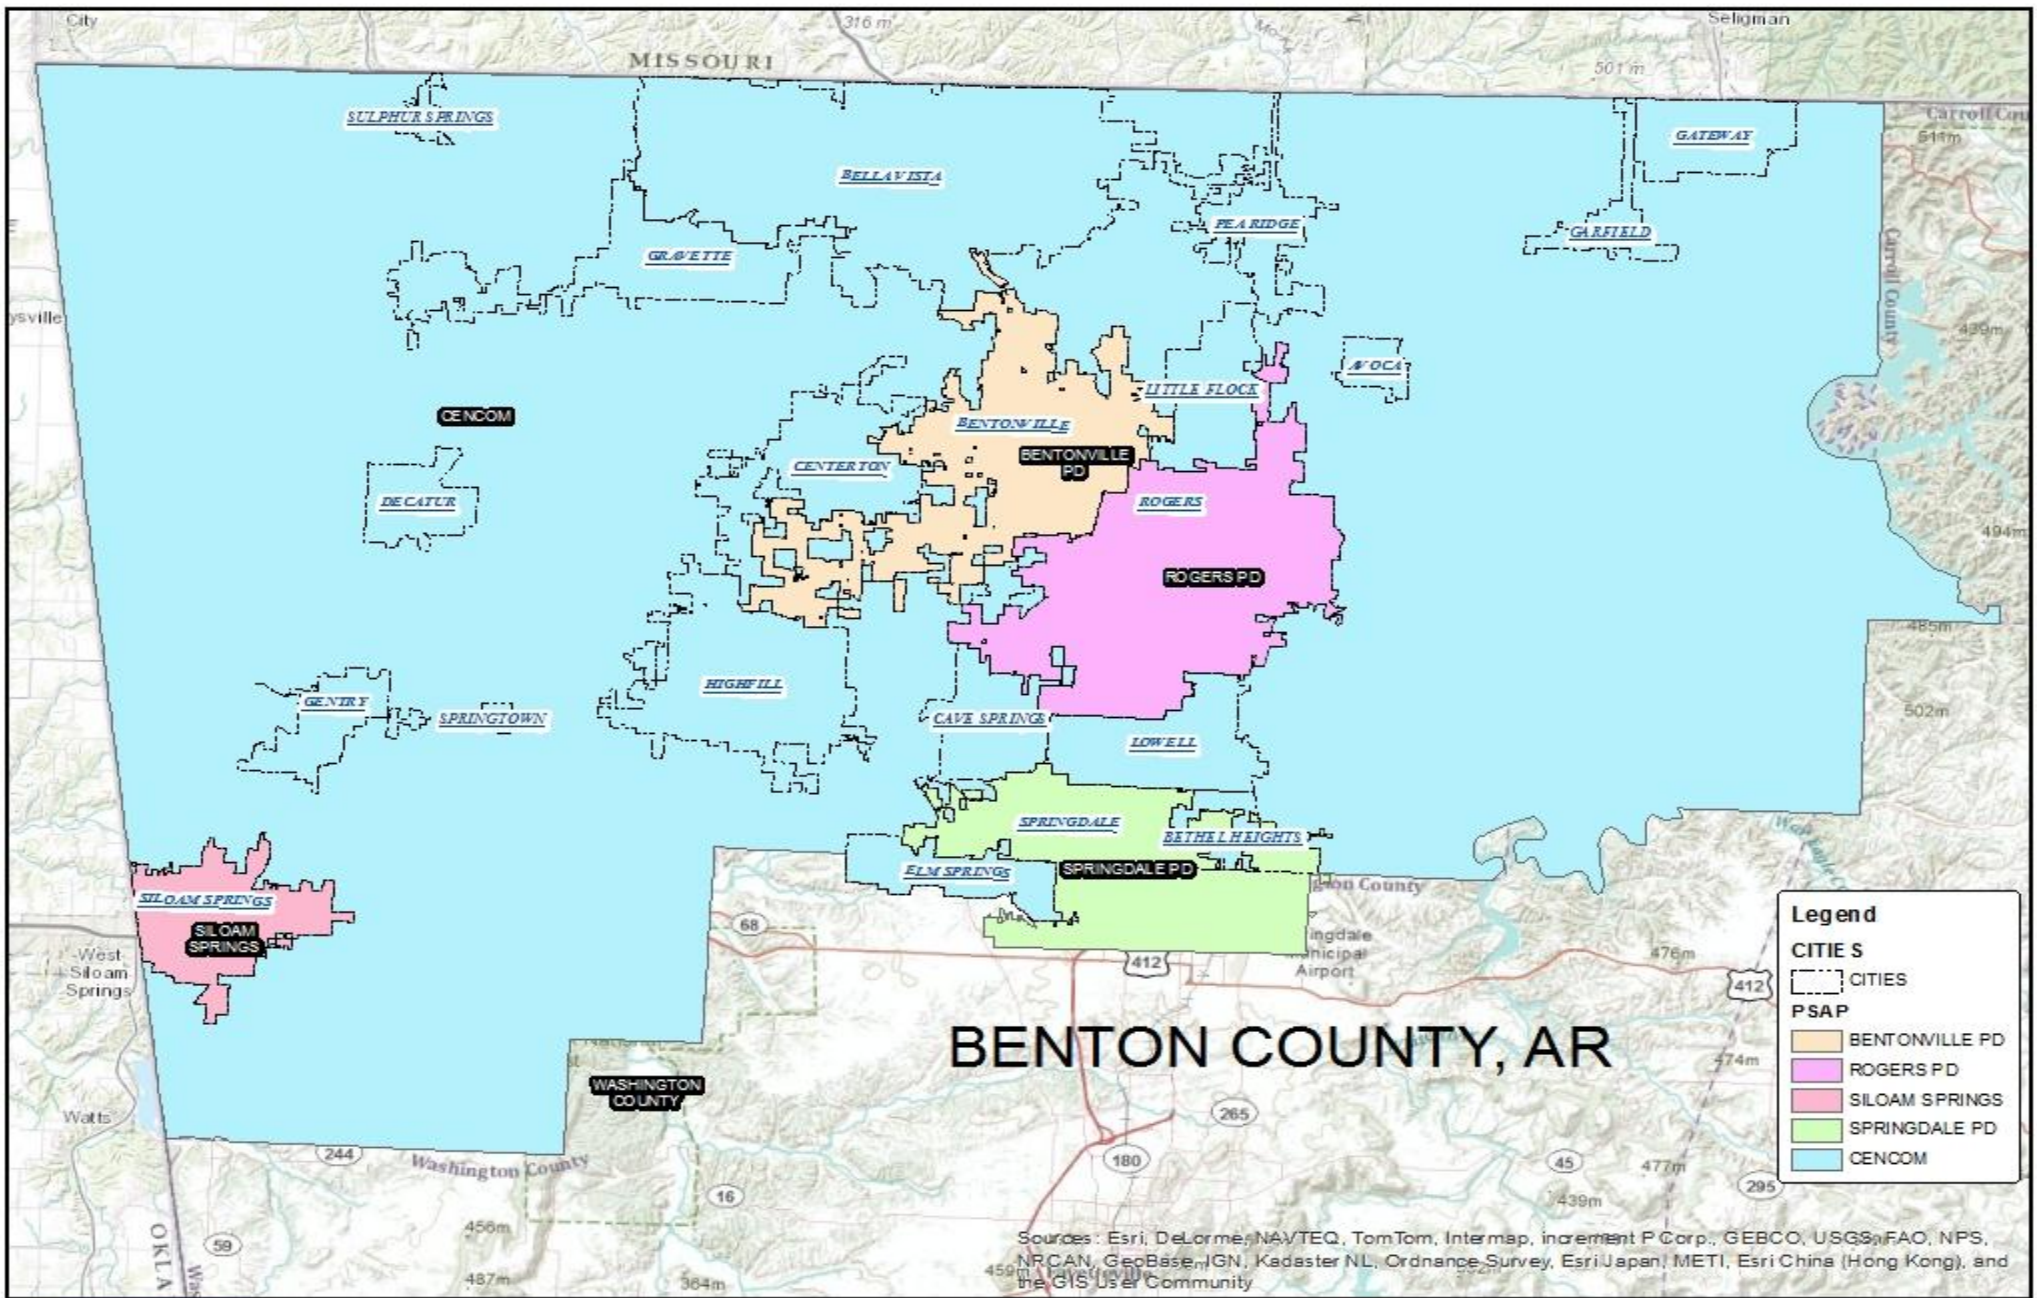 City
316 m
Seligman
MISSOURI
501 m
SULPHUR SPRINGS
GATEWAY
Carroll Cou
511m
BELLA VISTA
PEA RIDGE
GARFIELD
GRAVETTE
Carroll County
ysville
439m
AVOCA
LITTLE FLOCK
CENCOM
BENTONVILLE
BENTONVILLE
PD
CENTERTON
DECATUR
ROGERS
494m
ROGERS PD
485m
HIGHFILL
GENTRY
SPRINGTOWN
CAVE SPRINGS
502m
LOWELL
SPRINGDALE
BETHEL HEIGHTS
ELM SPRINGS
SPRINGDALE PD
gton County
SILOAM SPRINGS
SILOAM
SPRINGS
68
West
Siloam
Springs
412
ingdale
Municipal
Airport
476m
412
BENTON COUNTY, AR
474m
WASHINGTON
COUNTY
Watts
265
244
Washington County
180
45
477m
295
16
439m
456m
OKLA
59
487m
364m
459m
Legend
CITIES
CITIES
PSAP
BENTONVILLE PD
ROGERS PD
SILOAM SPRINGS
SPRINGDALE PD
CENCOM
Sources: Esri, DeLorme, NAVTEQ, TomTom, Intermap, increment P Corp., GEBCO, USGS, FAO, NPS,
NRCAN, GeoBase, IGN, Kadaster NL, Ordnance Survey, Esri Japan, METI, Esri China (Hong Kong), and
the GIS User Community